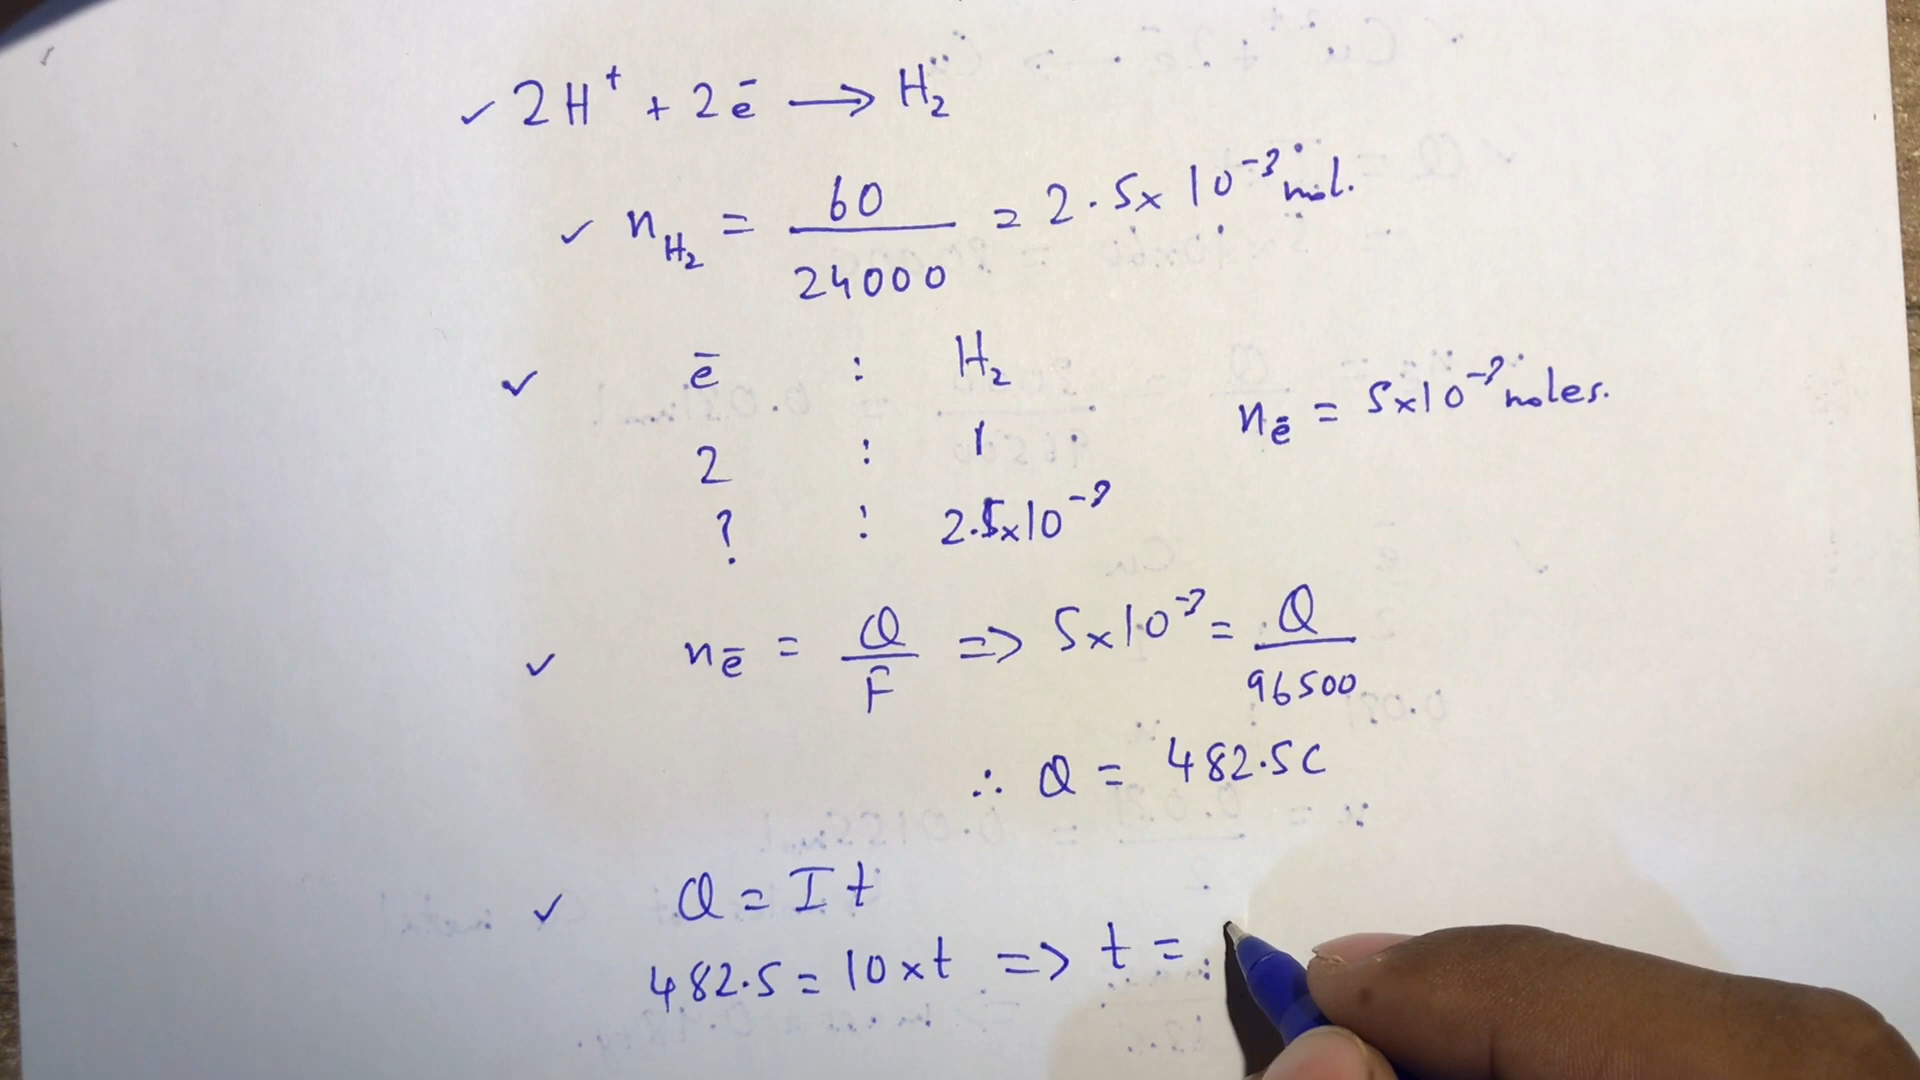 2H⁺ + 2e⁻ → H₂
n_H₂ = 60/24000 = 2.5 × 10⁻³ mol.
e⁻ : H₂
2 : 1
? : 2.5×10⁻³
n_e⁻ = 5×10⁻³ moles.
n_e⁻ = Q/F => 5×10⁻³ = Q/96500
∴ Q = 482.5C
Q = It
482.5 = 10×t => t =